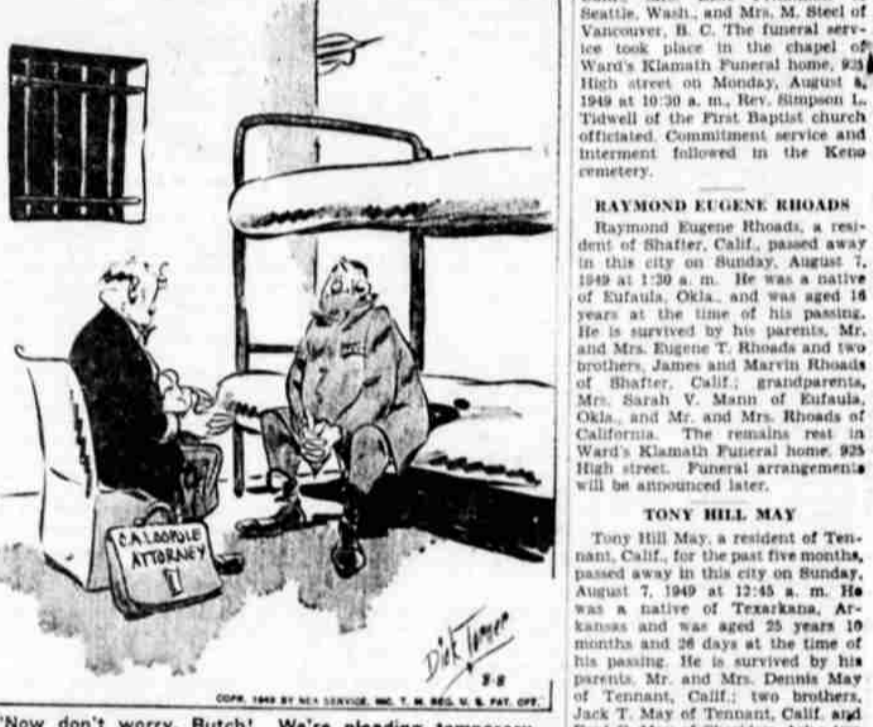 C.A. LOOPOLE
ATTORNEY
Dick Turner
8-8
COPR. 1949 BY NEA SERVICE, INC. T. M. REG. U. S. PAT. OFF.
"Now don't worry, Butch! We're pleading temporary
Seattle, Wash., and Mrs. M. Steel of
Vancouver, B. C. The funeral serv-
ice took place in the chapel of
Ward's Klamath Funeral home, 925
High street on Monday, August 8,
1949 at 10:30 a. m., Rev. Simpson L.
Tidwell of the First Baptist church
officiated. Commitment service and
interment followed in the Keno
cemetery.
RAYMOND EUGENE RHOADS
Raymond Eugene Rhoads, a resi-
dent of Shafter, Calif., passed away
in this city on Sunday, August 7,
1949 at 1:30 a. m. He was a native
of Eufaula, Okla., and was aged 16
years at the time of his passing.
He is survived by his parents, Mr.
and Mrs. Eugene T. Rhoads and two
brothers, James and Marvin Rhoads
of Shafter, Calif.; grandparents,
Mrs. Sarah V. Mann of Eufaula,
Okla., and Mr. and Mrs. Rhoads of
California. The remains rest in
Ward's Klamath Funeral home, 925
High street. Funeral arrangements
will be announced later.
TONY HILL MAY
Tony Hill May, a resident of Ten-
nant, Calif., for the past five months,
passed away in this city on Sunday,
August 7, 1949 at 12:45 a. m. He
was a native of Texarkana, Ar-
kansas and was aged 25 years 10
months and 26 days at the time of
his passing. He is survived by his
parents, Mr. and Mrs. Dennis May
of Tennant, Calif.; two brothers,
Jack T. May of Tennant, Calif. and